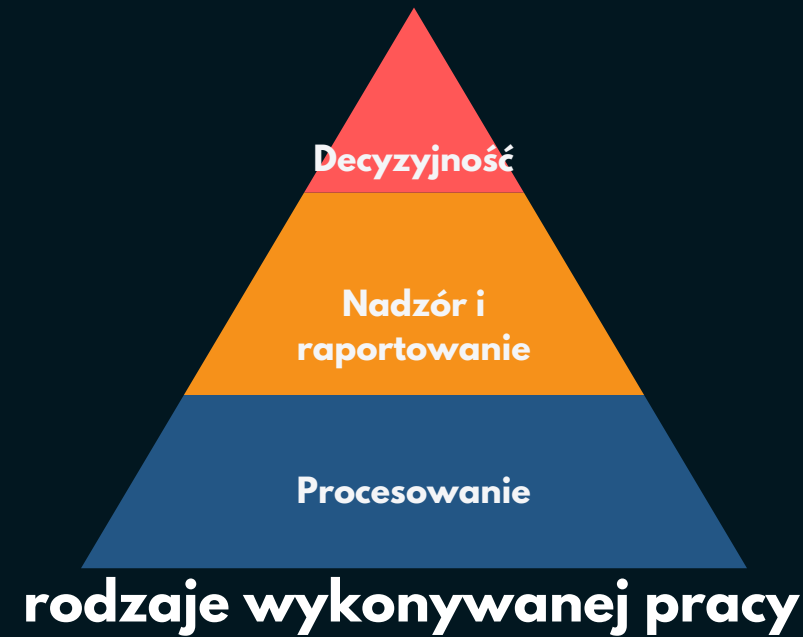 Decyzyjność
Nadzór i
raportowanie
Procesowanie
rodzaje wykonywanej pracy